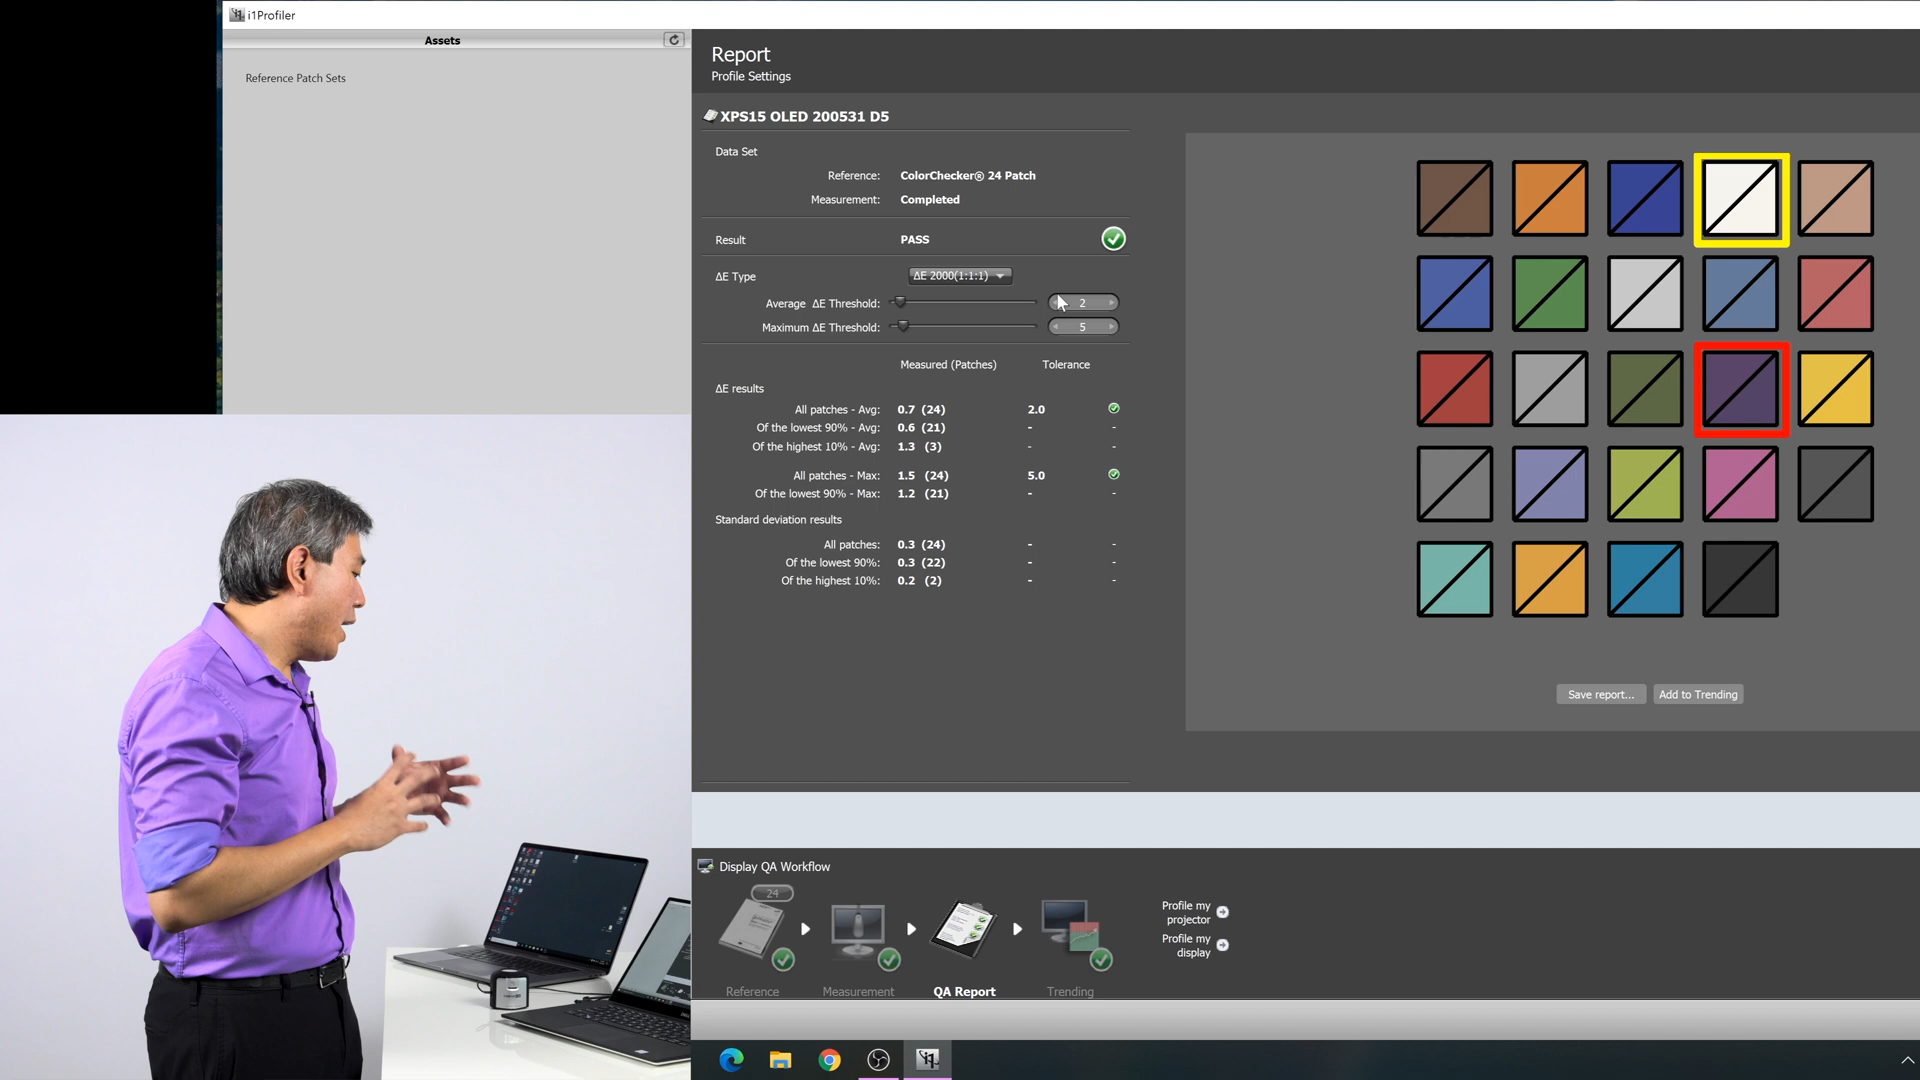 i1Profiler
Assets
Reference Patch Sets
Report
Profile Settings
XPS15 OLED 200531 D5
Data Set
Reference: ColorChecker® 24 Patch
Measurement: Completed
Result PASS
ΔE Type ΔE 2000(1:1:1)
Average ΔE Threshold: 2
Maximum ΔE Threshold: 5
Measured (Patches) Tolerance
ΔE results
All patches - Avg: 0.7 (24) 2.0
Of the lowest 90% - Avg: 0.6 (21) - -
Of the highest 10% - Avg: 1.3 (3) - -
All patches - Max: 1.5 (24) 5.0
Of the lowest 90% - Max: 1.2 (21) - -
Standard deviation results
All patches: 0.3 (24) - -
Of the lowest 90%: 0.3 (22) - -
Of the highest 10%: 0.2 (2) - -
Save report... Add to Trending
Display QA Workflow
24
Profile my
projector
Profile my
display
Reference Measurement QA Report Trending
i1